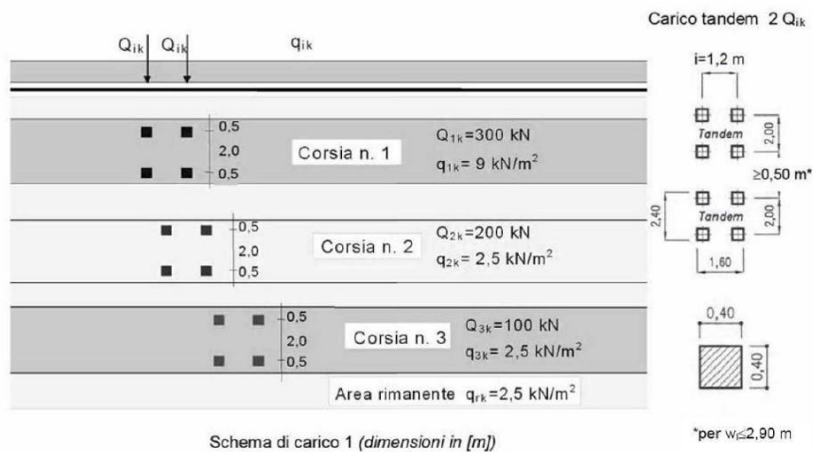 Carico tandem 2 Qik
Qik Qik qik
i=1,2 m
0,5
2,0
0,5
Corsia n. 1
Q1k=300 kN
q1k= 9 kN/m²
Tandem
2,00
≥0,50 m*
0,5
2,0
0,5
Corsia n. 2
Q2k=200 kN
q2k= 2,5 kN/m²
2,40
Tandem
2,00
1,60
0,5
2,0
0,5
Corsia n. 3
Q3k=100 kN
q3k= 2,5 kN/m²
0,40
0,40
Area rimanente qrk=2,5 kN/m²
Schema di carico 1 (dimensioni in [m])
*per wl≤2,90 m